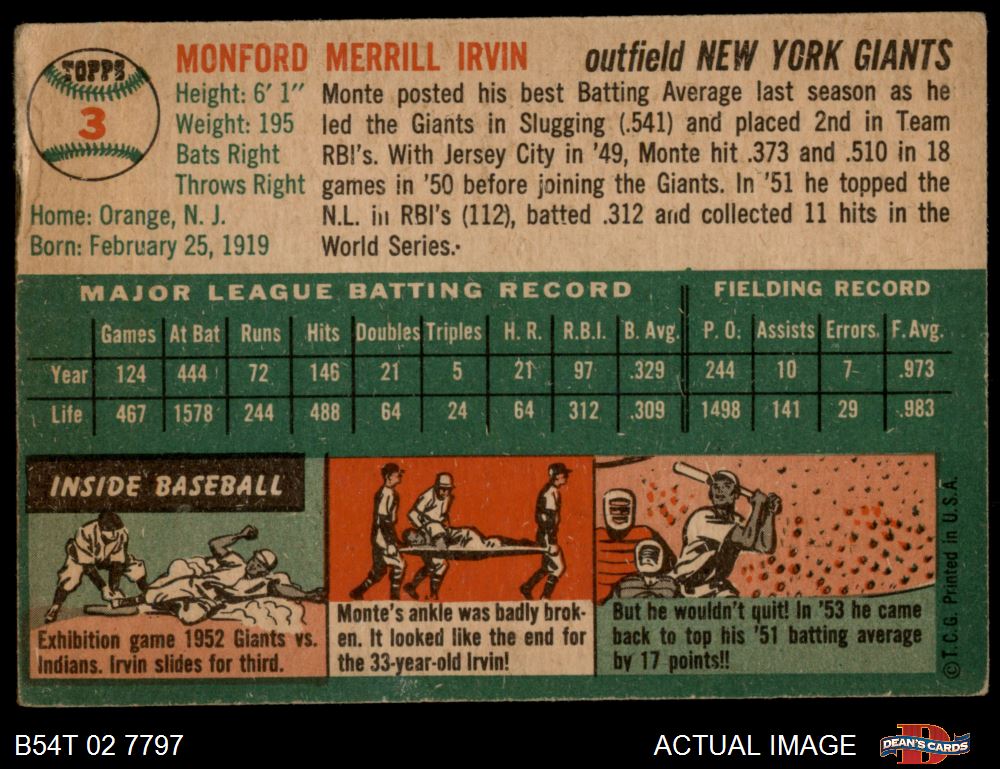 TOPPS
3
MONFORD MERRILL IRVIN
outfield NEW YORK GIANTS
Height: 6' 1"
Weight: 195
Bats Right
Throws Right
Home: Orange, N. J.
Born: February 25, 1919
Monte posted his best Batting Average last season as he
led the Giants in Slugging (.541) and placed 2nd in Team
RBI's. With Jersey City in '49, Monte hit .373 and .510 in 18
games in '50 before joining the Giants. In '51 he topped the
N.L. in RBI's (112), batted .312 and collected 11 hits in the
World Series.
MAJOR LEAGUE BATTING RECORD FIELDING RECORD
Games At Bat Runs Hits Doubles Triples H. R. R.B.I. B. Avg. P. O. Assists Errors F. Avg.
Year 124 444 72 146 21 5 21 97 .329 244 10 7 .973
Life 467 1578 244 488 64 24 64 312 .309 1498 141 29 .983
INSIDE BASEBALL
Exhibition game 1952 Giants vs.
Indians. Irvin slides for third.
Monte's ankle was badly brok-
en. It looked like the end for
the 33-year-old Irvin!
But he wouldn't quit! In '53 he came
back to top his '51 batting average
by 17 points!!
© T.C.G. Printed in U.S.A.
B54T 02 7797
ACTUAL IMAGE
DEAN'S CARDS